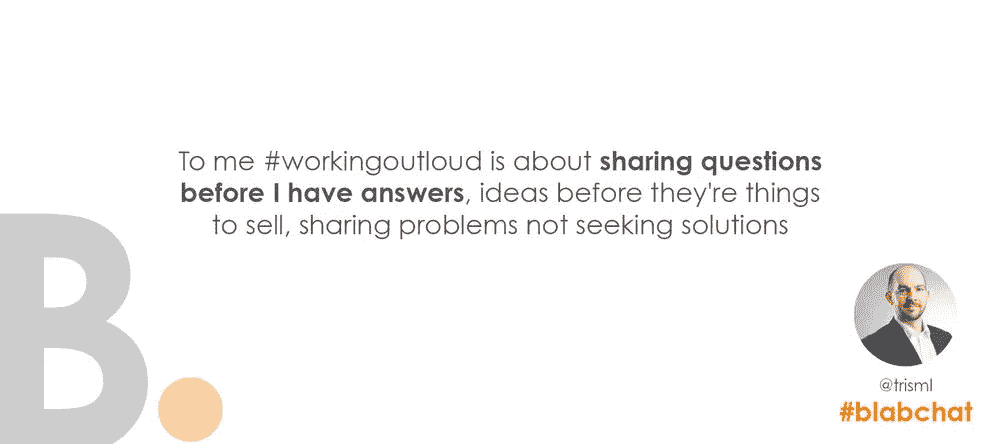 To me #workingoutloud is about sharing questions
before I have answers, ideas before they're things
to sell, sharing problems not seeking solutions
B.
@trisml
#blabchat